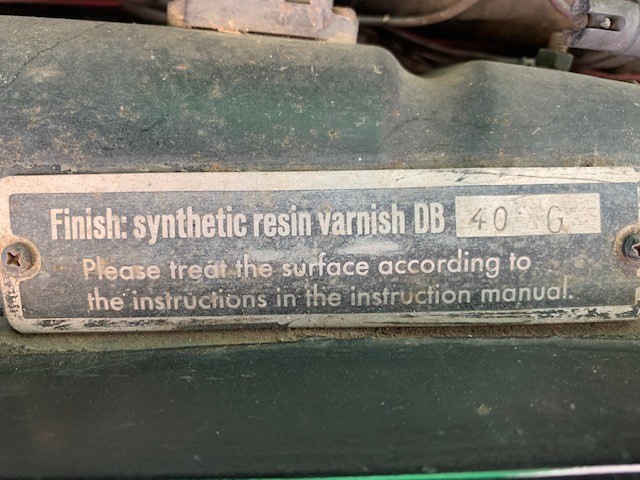 Finish: synthetic resin varnish DB 40 G
Please treat the surface according to
the instructions in the instruction manual.